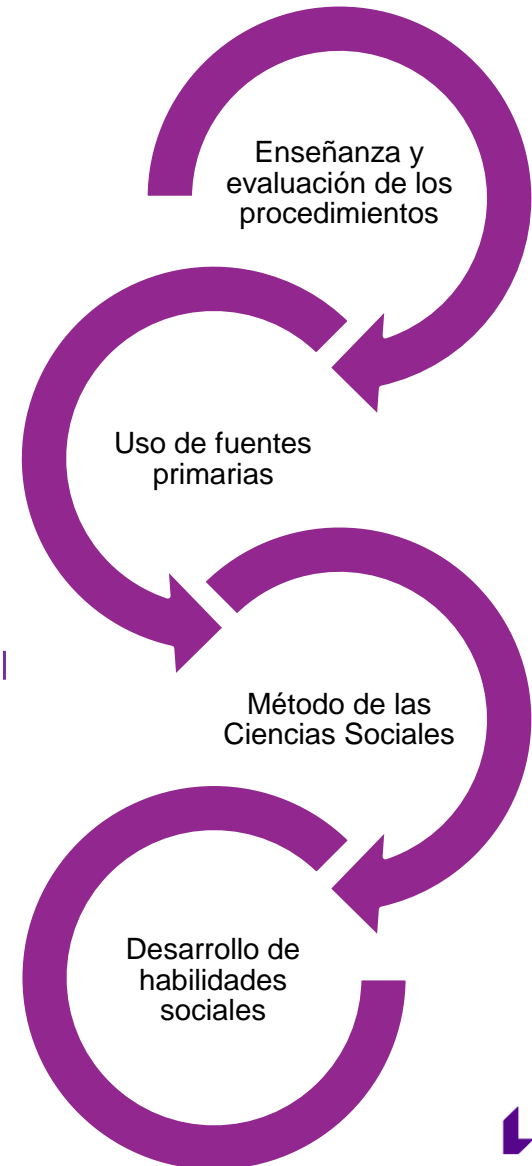 Enseñanza y
evaluación de los
procedimientos
Uso de fuentes
primarias
Método de las
Ciencias Sociales
Desarrollo de
habilidades
sociales